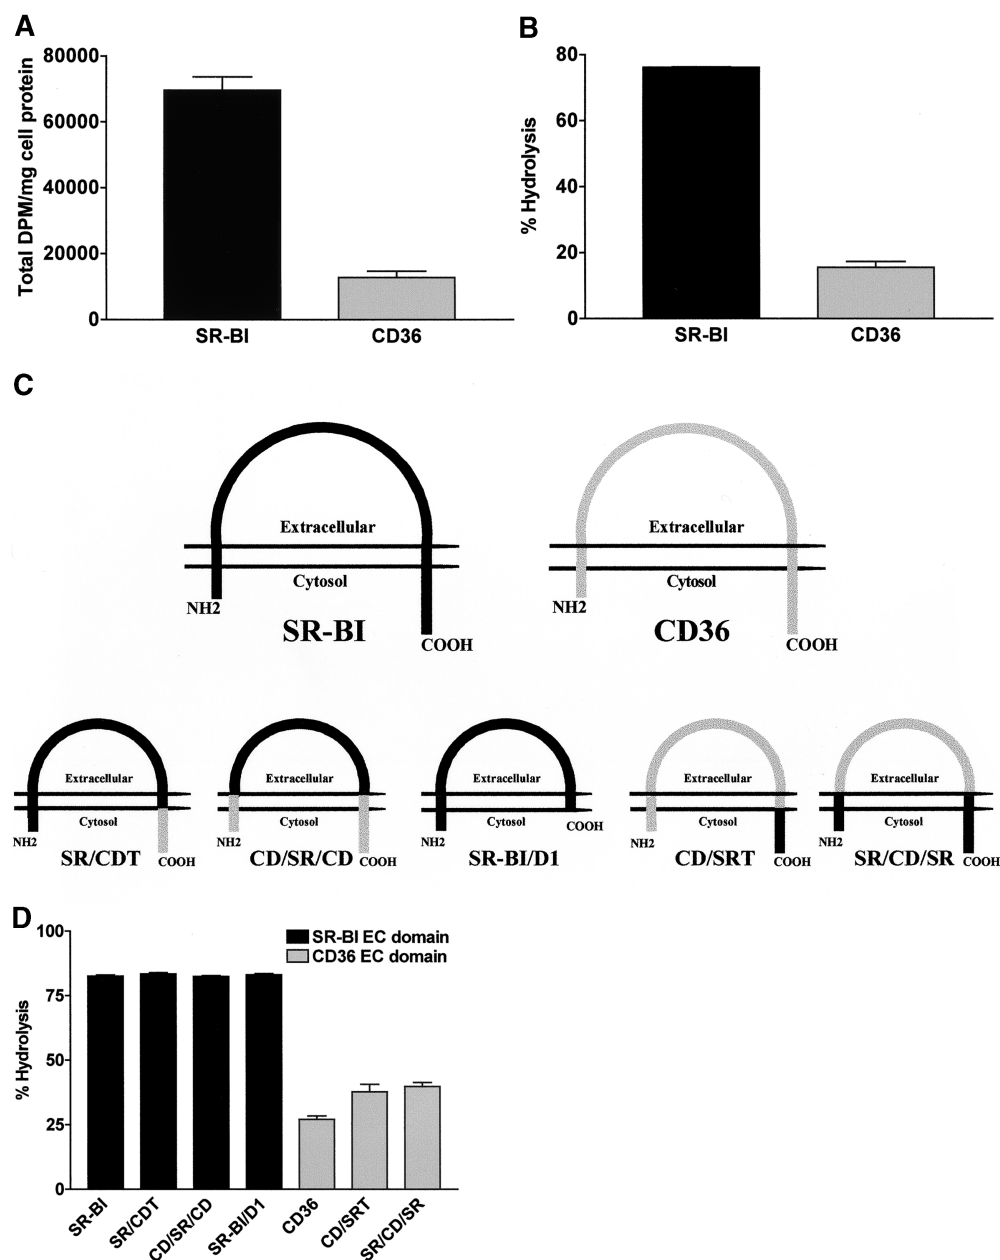 A
Total DPM/mg cell protein
80000
60000
40000
20000
0
SR-BI
CD36
B
% Hydrolysis
80
60
40
20
0
SR-BI
CD36
C
Extracellular
Cytosol
NH2
COOH
SR-BI
Extracellular
Cytosol
NH2
COOH
CD36
Extracellular
Cytosol
NH2
COOH
SR/CDT
Extracellular
Cytosol
NH2
COOH
CD/SR/CD
Extracellular
Cytosol
NH2
COOH
SR-BI/D1
Extracellular
Cytosol
NH2
COOH
CD/SRT
Extracellular
Cytosol
NH2
COOH
SR/CD/SR
D
% Hydrolysis
100
75
50
25
0
SR-BI EC domain
CD36 EC domain
SR-BI
SR/CDT
CD/SR/CD
SR-BI/D1
CD36
CD/SRT
SR/CD/SR